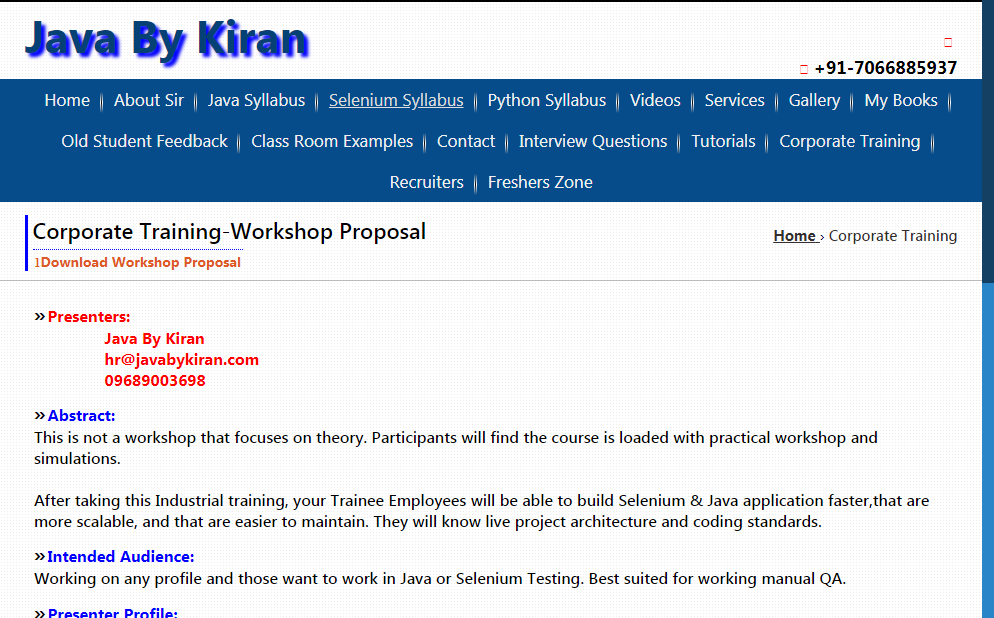 Java By Kiran
+91-7066885937
Home About Sir Java Syllabus Selenium Syllabus Python Syllabus Videos Services Gallery My Books
Old Student Feedback Class Room Examples Contact Interview Questions Tutorials Corporate Training
Recruiters Freshers Zone
Corporate Training-Workshop Proposal
Home › Corporate Training
1Download Workshop Proposal
»Presenters:
Java By Kiran
hr@javabykiran.com
09689003698
»Abstract:
This is not a workshop that focuses on theory. Participants will find the course is loaded with practical workshop and
simulations.
After taking this Industrial training, your Trainee Employees will be able to build Selenium & Java application faster,that are
more scalable, and that are easier to maintain. They will know live project architecture and coding standards.
»Intended Audience:
Working on any profile and those want to work in Java or Selenium Testing. Best suited for working manual QA.
»Presenter Profile: